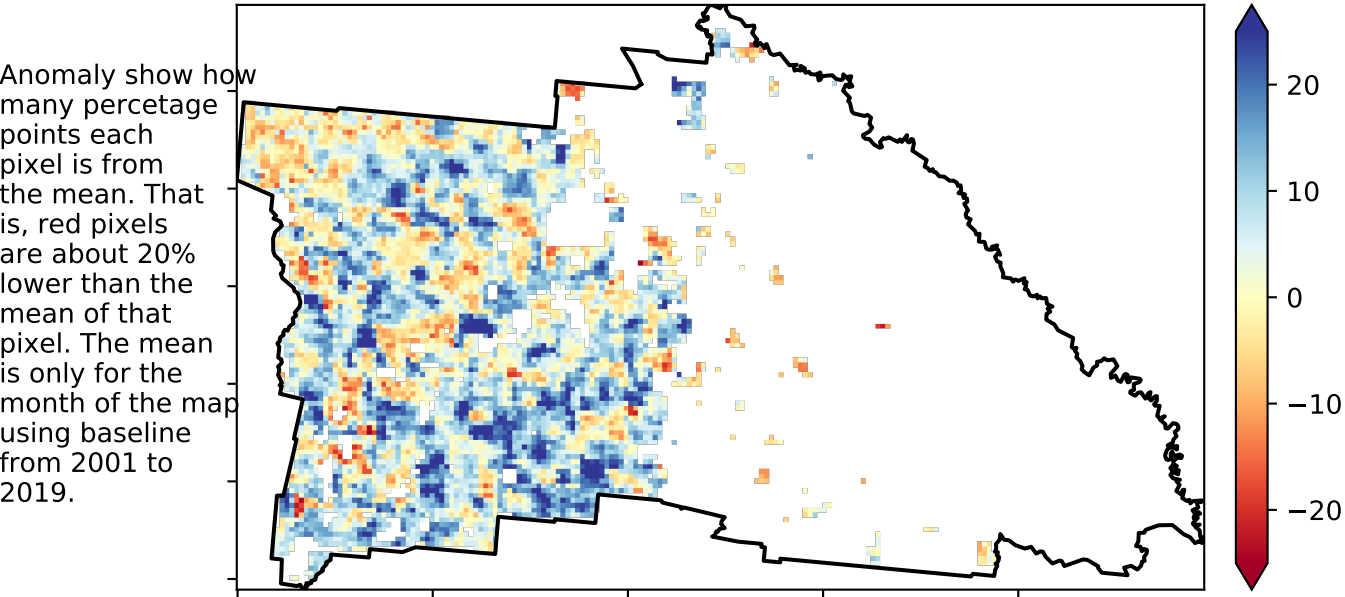 Anomaly show how
many percetage
points each
pixel is from
the mean. That
is, red pixels
are about 20%
lower than the
mean of that
pixel. The mean
is only for the
month of the map
using baseline
from 2001 to
2019.
20
10
0
−10
−20